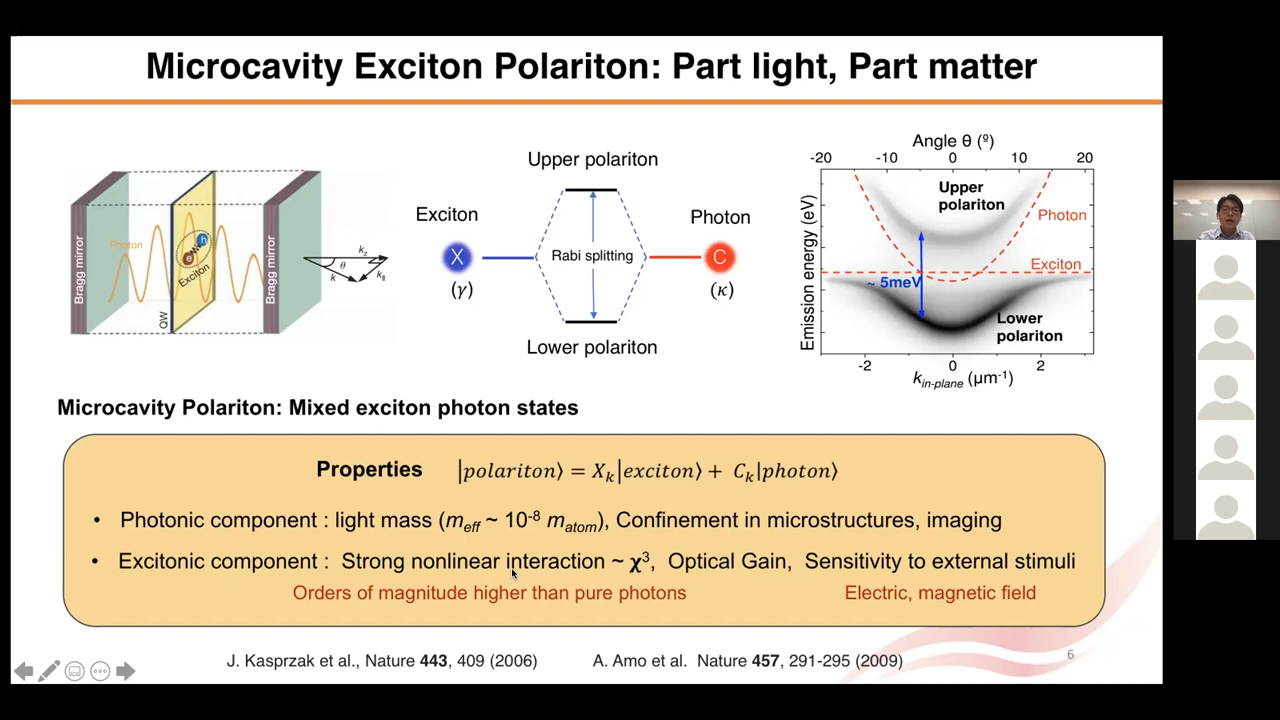 Microcavity Exciton Polariton: Part light, Part matter
Bragg mirror
Photon
QW
h
e
Exciton
Bragg mirror
k_z
θ
k
k_∥
Exciton
X
(γ)
Upper polariton
Rabi splitting
Lower polariton
Photon
C
(κ)
Angle θ (º)
-20 -10 0 10 20
Emission energy (eV)
Upper
polariton
Photon
Exciton
~ 5meV
Lower
polariton
-2 0 2
k_in-plane (µm⁻¹)
Microcavity Polariton: Mixed exciton photon states
Properties |polariton⟩ = X_k|exciton⟩ + C_k|photon⟩
• Photonic component : light mass (m_eff ~ 10⁻⁸ m_atom), Confinement in microstructures, imaging
• Excitonic component : Strong nonlinear interaction ~ χ³, Optical Gain, Sensitivity to external stimuli
Orders of magnitude higher than pure photons Electric, magnetic field
J. Kasprzak et al., Nature 443, 409 (2006) A. Amo et al. Nature 457, 291-295 (2009)
6